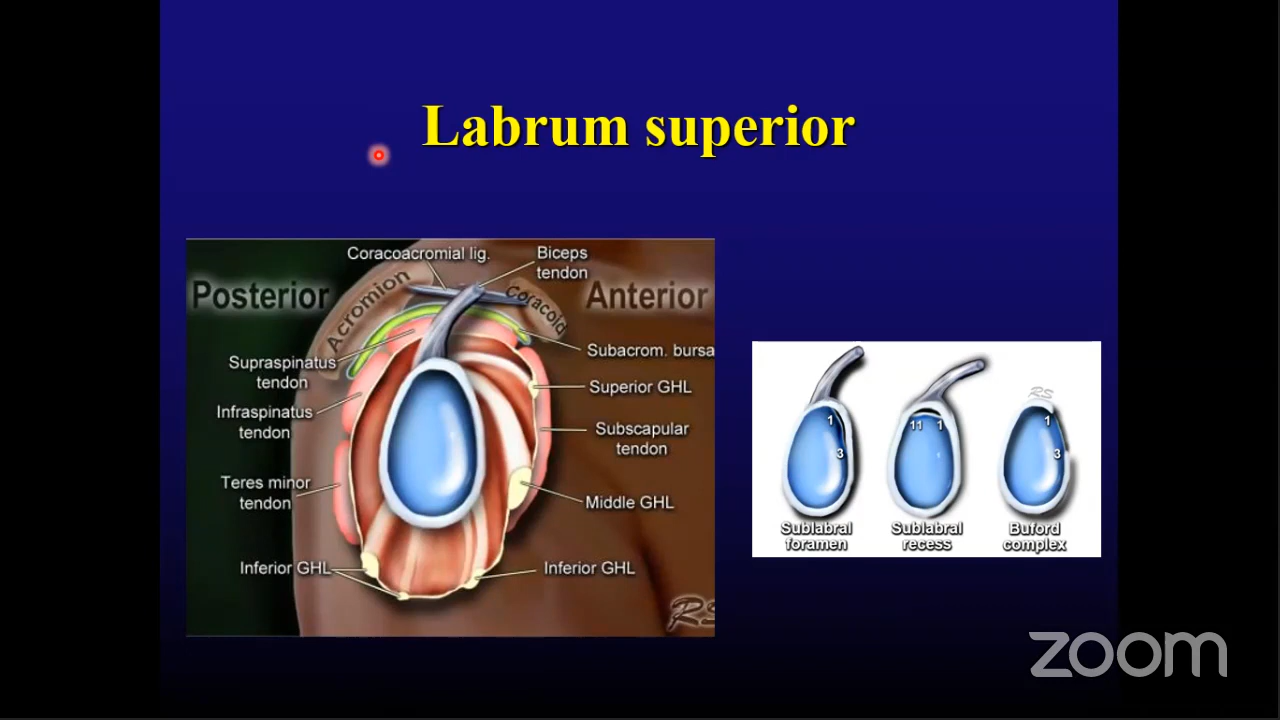 Labrum superior
Coracoacromial lig.
Biceps
tendon
Posterior
Acromion
Coracoid
Anterior
Supraspinatus
tendon
Subacrom. bursa
Superior GHL
Infraspinatus
tendon
Subscapular
tendon
Teres minor
tendon
Middle GHL
Inferior GHL
Inferior GHL
RS
RS
1
3
11 1
1
3
Sublabral
foramen
Sublabral
recess
Buford
complex
zoom